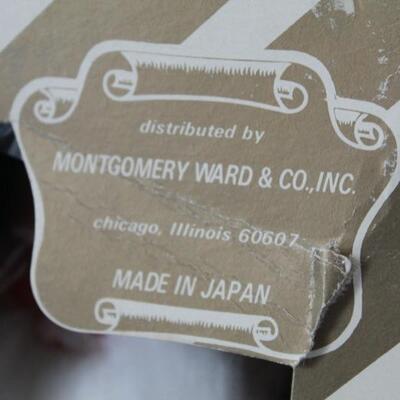 distributed by
MONTGOMERY WARD & CO., INC.
chicago, Illinois 60607
MADE IN JAPAN